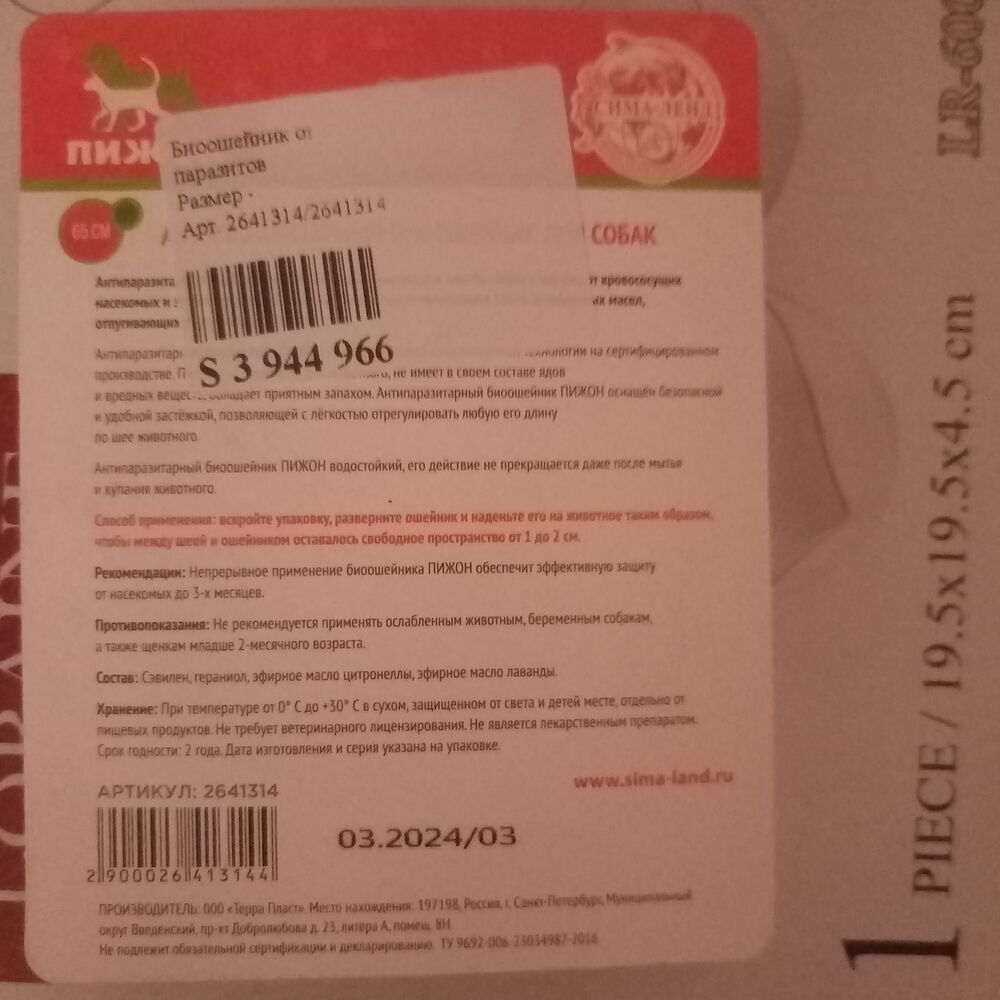 ПИЖ
СИМА-ЛЕНД
Биоошейник от
паразитов
Размер -
Арт. 2641314/2641314
65 СМ
СОБАК
Антипаразита
кровососущих
насекомых и
масел,
отпугивающих
S 3 944 966
на сертифицированном
производстве. П
не имеет в своем составе ядов
и вредных
обладает приятным запахом. Антипаразитарный биоошейник ПИЖОН оснащён безопасной
и удобной застёжкой, позволяющей с лёгкостью отрегулировать любую его длину
по шее животного.
Антипаразитарный биоошейник ПИЖОН водостойкий, его действие не прекращается даже после мытья
и купания животного.
Способ применения: вскройте упаковку, разверните ошейник и наденьте его на животное таким образом,
чтобы между шеей и ошейником оставалось свободное пространство от 1 до 2 см.
Рекомендации: Непрерывное применение биоошейника ПИЖОН обеспечит эффективную защиту
от насекомых до 3-х месяцев.
Противопоказания: Не рекомендуется применять ослабленным животным, беременным собакам,
а также щенкам младше 2-месячного возраста.
Состав: Сэвилен, гераниол, эфирное масло цитронеллы, эфирное масло лаванды.
Хранение: При температуре от 0° С до +30° С в сухом, защищенном от света и детей месте, отдельно от
пищевых продуктов. Не требует ветеринарного лицензирования. Не является лекарственным препаратом.
Срок годности: 2 года. Дата изготовления и серия указана на упаковке.
www.sima-land.ru
АРТИКУЛ: 2641314
03.2024/03
2 900026 413144
ПРОИЗВОДИТЕЛЬ: ООО «Терра Пласт». Место нахождения: 197198, Россия, г. Санкт-Петербург, Муниципальный
округ Введенский, пр-кт Добролюбова д. 23, литера А, помещ. 8Н
Не подлежит обязательной сертификации и декларированию. ТУ 9692-006-23034987-2016
1 PIECE / 19.5x19.5x4.5 cm